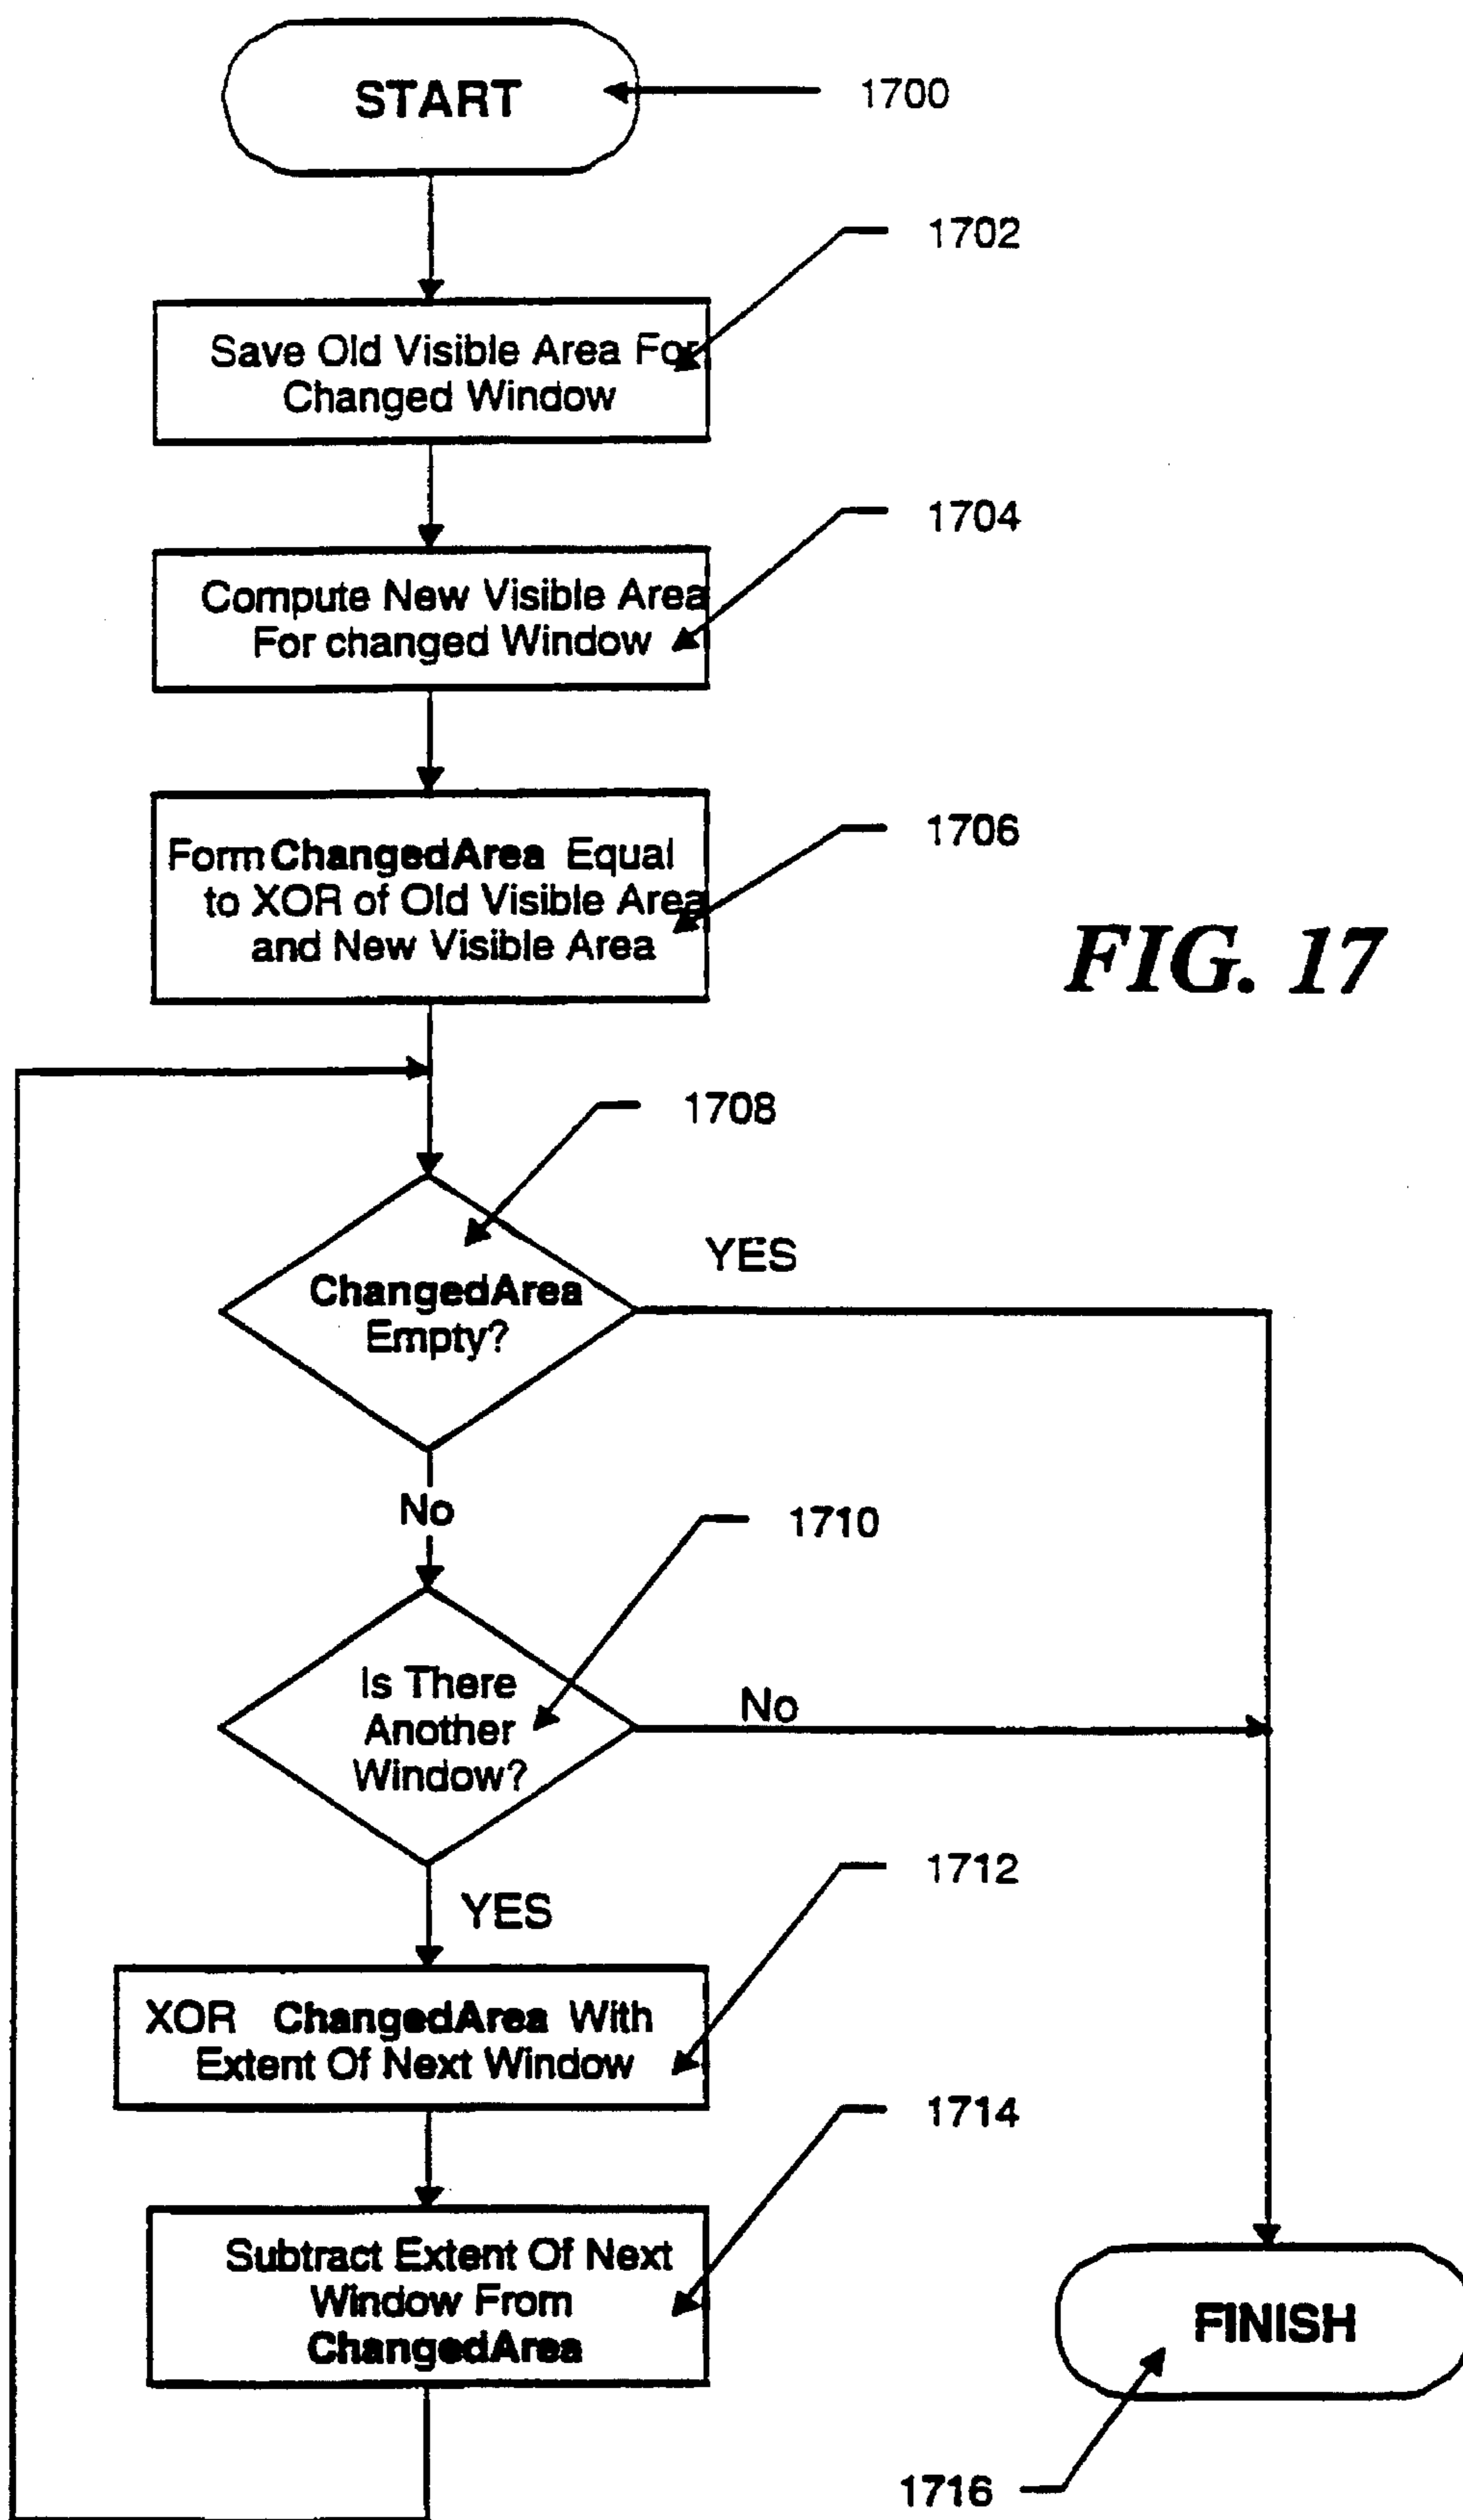 START
1700
1702
Save Old Visible Area For
Changed Window
1704
Compute New Visible Area
For changed Window
1706
Form ChangedArea Equal
to XOR of Old Visible Area
and New Visible Area
FIG. 17
1708
YES
ChangedArea
Empty?
No
1710
Is There
Another
Window?
No
1712
YES
XOR ChangedArea With
Extent Of Next Window
1714
Subtract Extent Of Next
Window From
ChangedArea
FINISH
1716